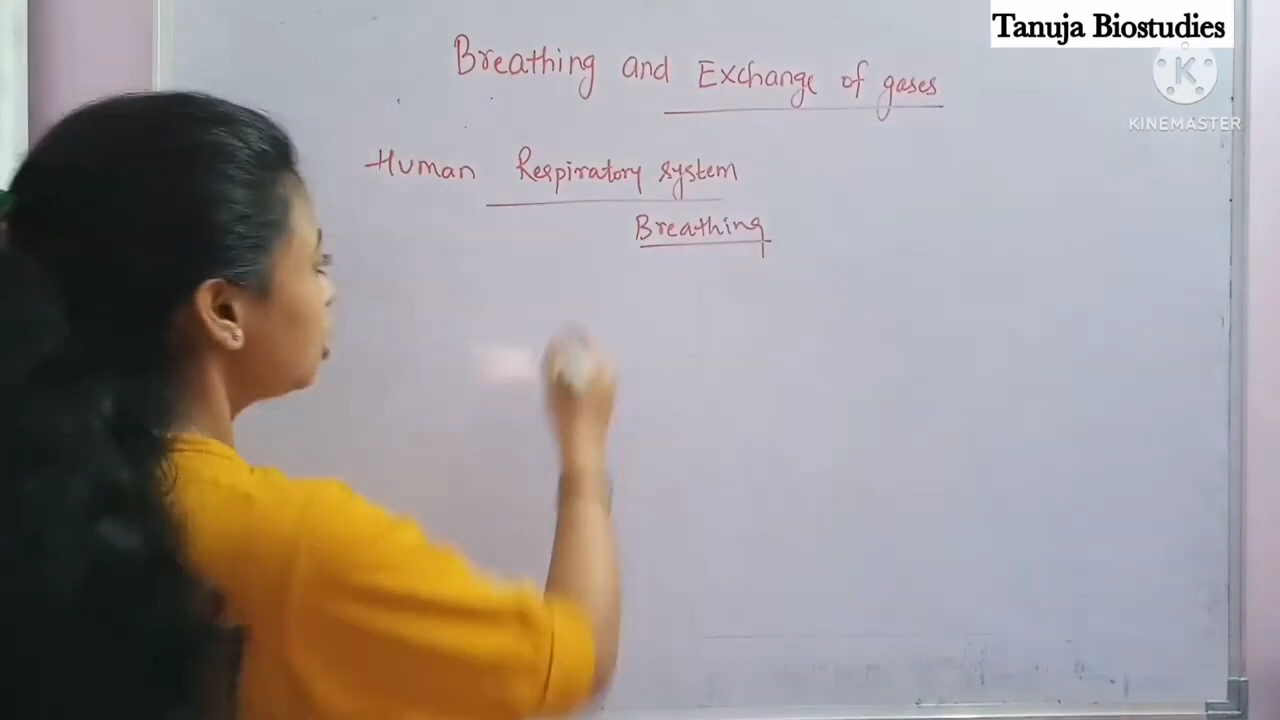 Tanuja Biostudies
K
KINEMASTER
Breathing and Exchange of gases
Human Respiratory system
Breathing